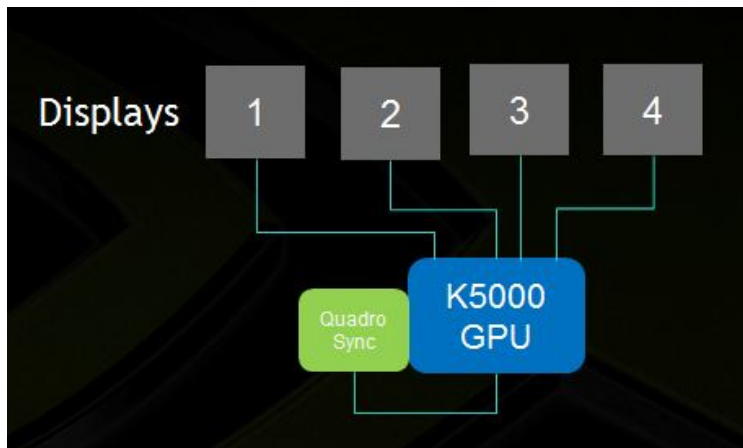 Displays
1
2
3
4
K5000
GPU
Quadro
Sync